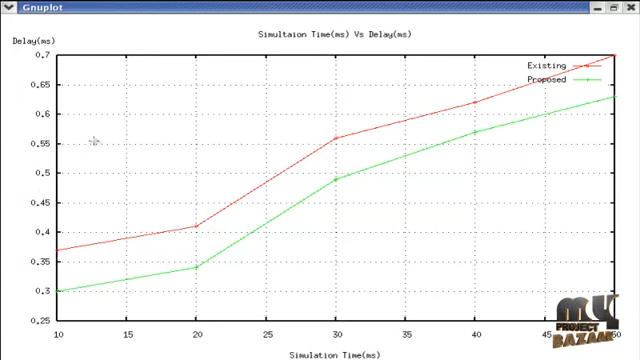 Gnuplot
Simultaion Time(ms) Vs Delay(ms)
Delay(ms)
0.7
Existing
Proposed
0.65
0.6
0.55
0.5
0.45
0.4
0.35
0.3
0.25
10 15 20 25 30 35 40 45 50
Simulation Time(ms)
my
PROJECT
BAZAAR